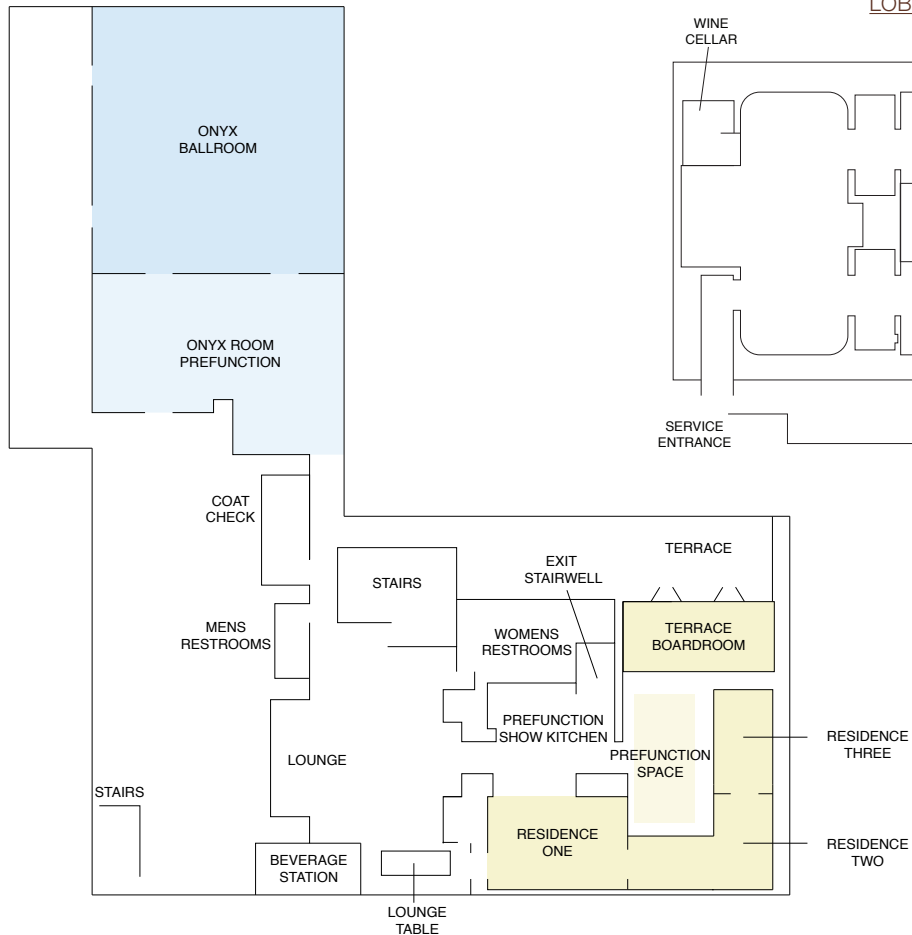 WINE
CELLAR
ONYX
BALLROOM
ONYX ROOM
PREFUNCTION
SERVICE
ENTRANCE
COAT
CHECK
TERRACE
EXIT
STAIRWELL
STAIRS
MENS
RESTROOMS
WOMENS
RESTROOMS
TERRACE
BOARDROOM
PREFUNCTION
SHOW KITCHEN
PREFUNCTION
SPACE
RESIDENCE
THREE
LOUNGE
STAIRS
RESIDENCE
ONE
RESIDENCE
TWO
BEVERAGE
STATION
LOUNGE
TABLE